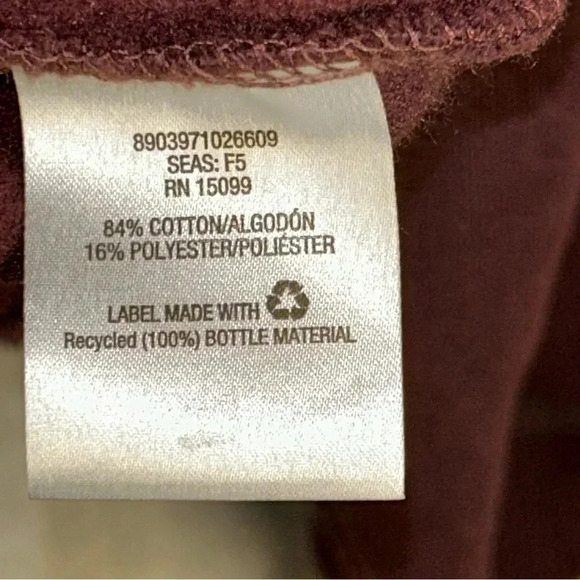 8903971026609
SEAS: F5
RN 15099
84% COTTON/ALGODÓN
16% POLYESTER/POLIÉSTER
LABEL MADE WITH
Recycled (100%) BOTTLE MATERIAL